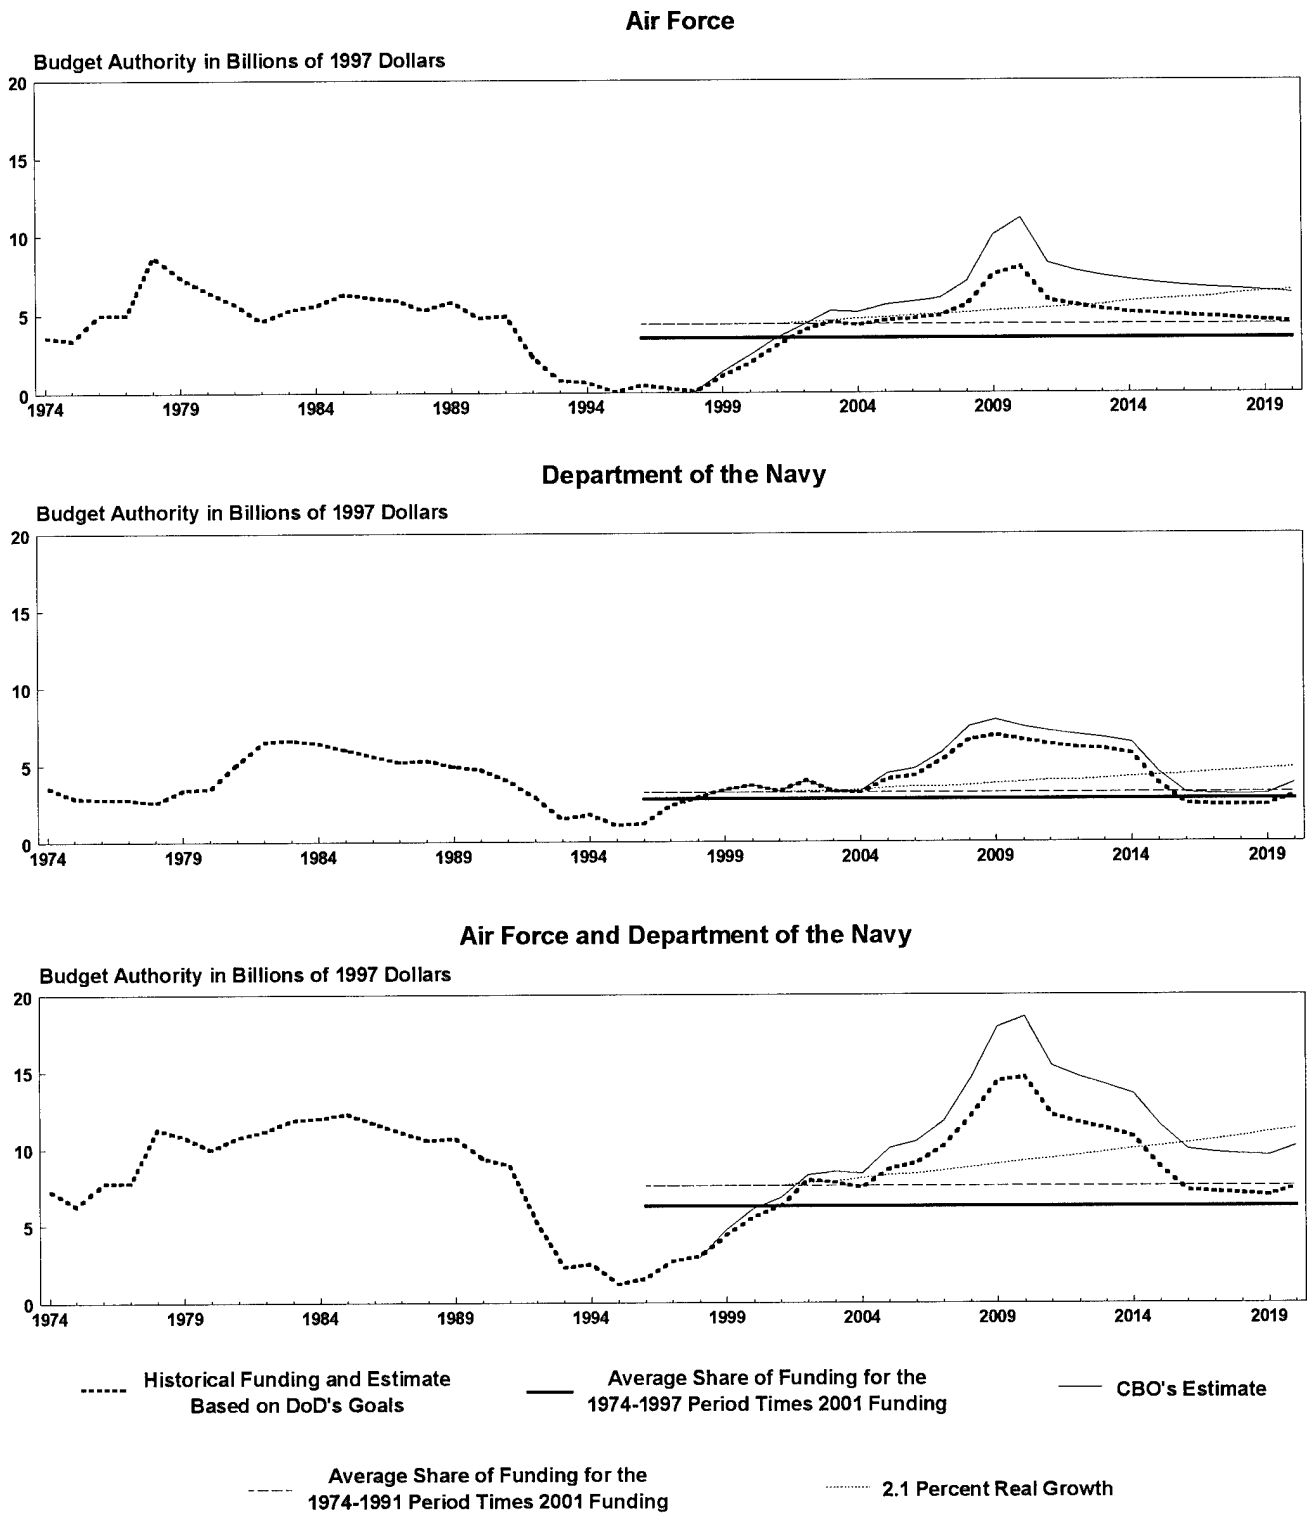 Air Force
Budget Authority in Billions of 1997 Dollars
20
15
10
5
0
1974 1979 1984 1989 1994 1999 2004 2009 2014 2019
Department of the Navy
Budget Authority in Billions of 1997 Dollars
20
15
10
5
0
1974 1979 1984 1989 1994 1999 2004 2009 2014 2019
Air Force and Department of the Navy
Budget Authority in Billions of 1997 Dollars
20
15
10
5
0
1974 1979 1984 1989 1994 1999 2004 2009 2014 2019
Historical Funding and Estimate
Based on DoD's Goals
Average Share of Funding for the
1974-1997 Period Times 2001 Funding
CBO's Estimate
Average Share of Funding for the
1974-1991 Period Times 2001 Funding
2.1 Percent Real Growth